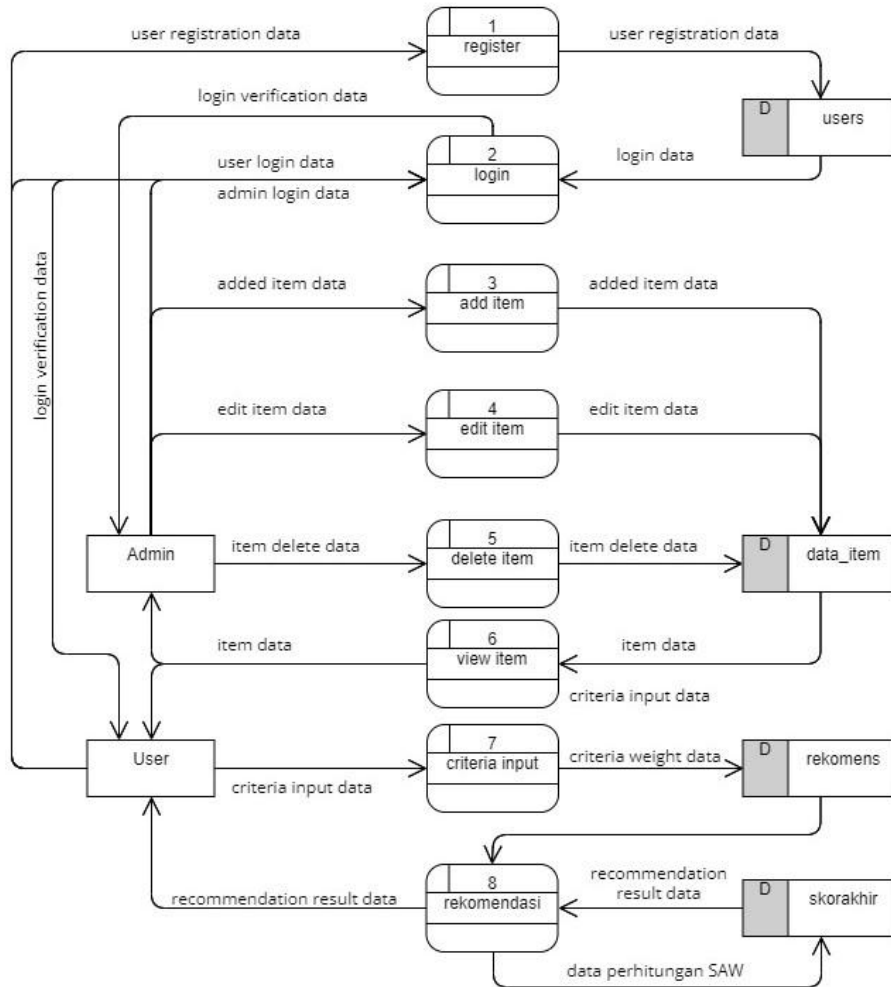 1
user registration data
register
user registration data
login verification data
D
users
2
user login data
login
login data
admin login data
login verification data
3
added item data
add item
added item data
4
edit item data
edit item
edit item data
Admin
5
item delete data
delete item
item delete data
D
data_item
6
item data
view item
item data
criteria input data
User
7
criteria input data
criteria input
criteria weight data
D
rekomens
8
recommendation result data
rekomendasi
recommendation
result data
D
skorakhir
data perhitungan SAW